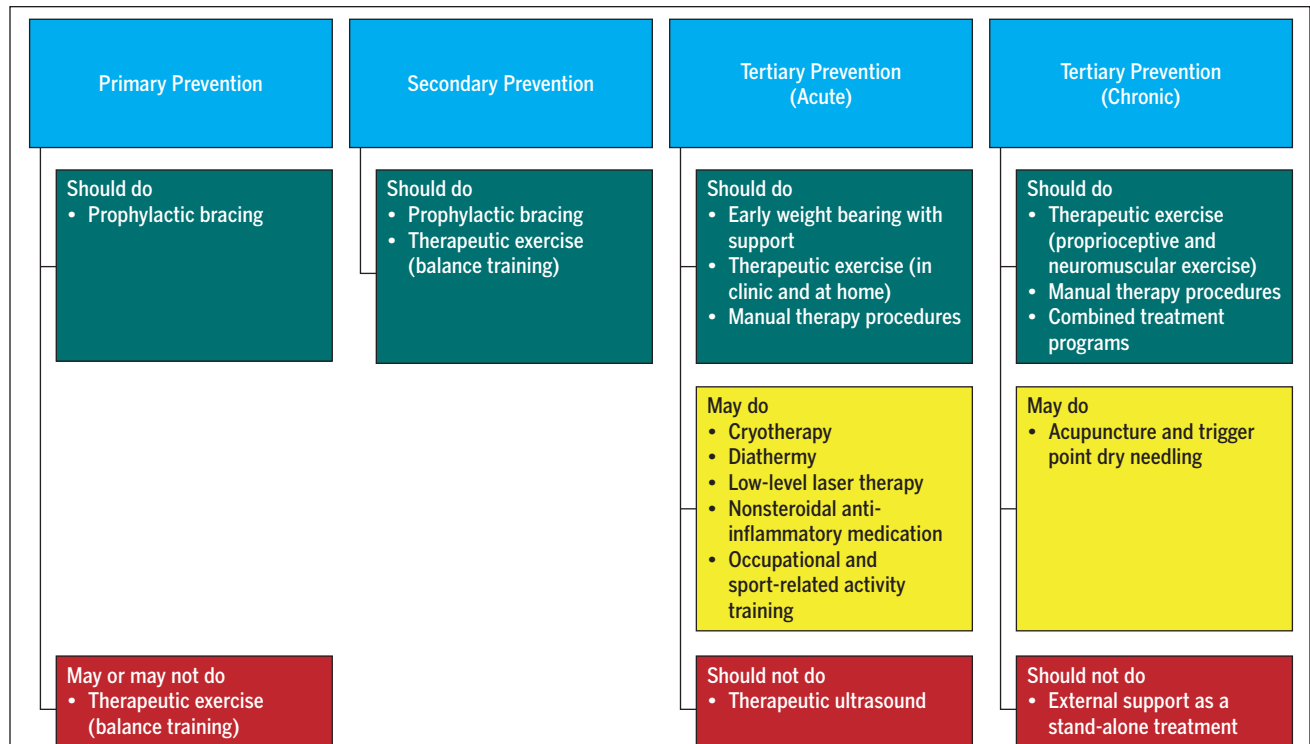 Primary Prevention
Should do
• Prophylactic bracing
May or may not do
• Therapeutic exercise
(balance training)
Secondary Prevention
Should do
• Prophylactic bracing
• Therapeutic exercise
(balance training)
Tertiary Prevention
(Acute)
Should do
• Early weight bearing with
support
• Therapeutic exercise (in
clinic and at home)
• Manual therapy procedures
May do
• Cryotherapy
• Diathermy
• Low-level laser therapy
• Nonsteroidal anti-
inflammatory medication
• Occupational and
sport-related activity
training
Should not do
• Therapeutic ultrasound
Tertiary Prevention
(Chronic)
Should do
• Therapeutic exercise
(proprioceptive and
neuromuscular exercise)
• Manual therapy procedures
• Combined treatment
programs
May do
• Acupuncture and trigger
point dry needling
Should not do
• External support as a
stand-alone treatment